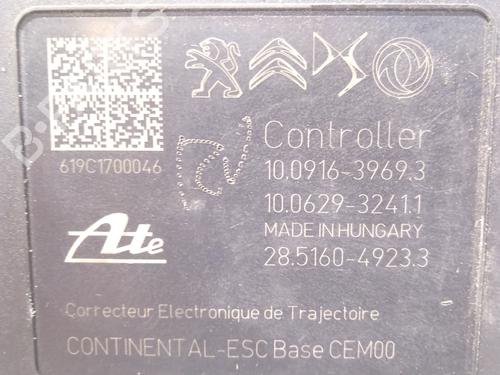 Controller
619C1700046
10.0916-3969.3
10.0629-3241.1
MADE IN HUNGARY
Ate
28.5160-4923.3
Correcteur Electronique de Trajectoire
CONTINENTAL-ESC Base CEM00